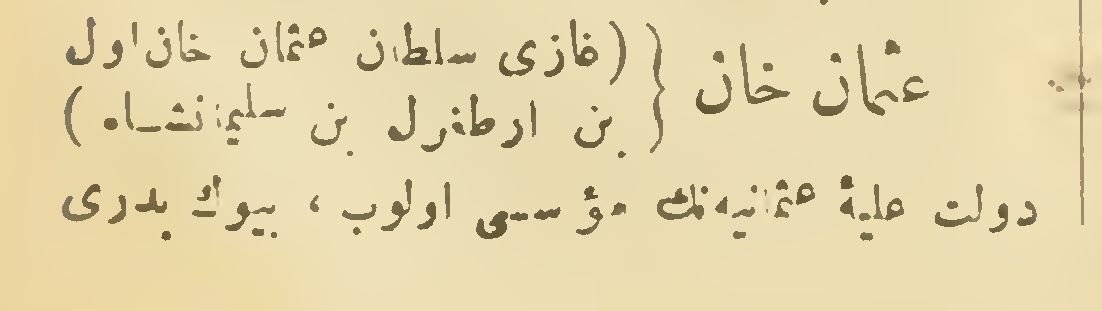 عثمان خان { (غازی سلطان عثمان خان اول
بن ارطغرل بن سلیمانشاه)
دولت علیهٔ عثمانیه‌نك مؤسسی اولوب ، بیوك پدری